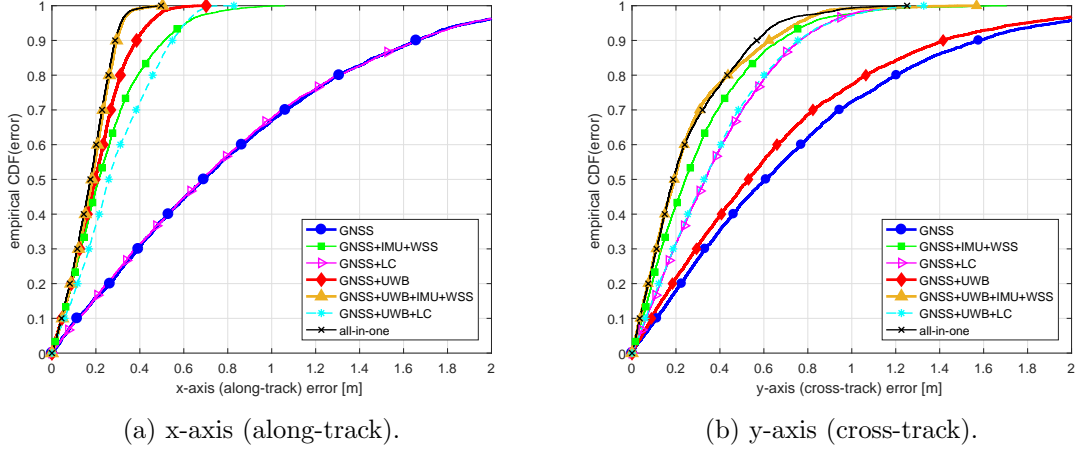 empirical CDF(error)
1
0.9
0.8
0.7
0.6
0.5
0.4
0.3
0.2
0.1
0
GNSS
GNSS+IMU+WSS
GNSS+LC
GNSS+UWB
GNSS+UWB+IMU+WSS
GNSS+UWB+LC
all-in-one
0 0.2 0.4 0.6 0.8 1 1.2 1.4 1.6 1.8 2
x-axis (along-track) error [m]
(a) x-axis (along-track).
empirical CDF(error)
1
0.9
0.8
0.7
0.6
0.5
0.4
0.3
0.2
0.1
0
GNSS
GNSS+IMU+WSS
GNSS+LC
GNSS+UWB
GNSS+UWB+IMU+WSS
GNSS+UWB+LC
all-in-one
0 0.2 0.4 0.6 0.8 1 1.2 1.4 1.6 1.8 2
y-axis (cross-track) error [m]
(b) y-axis (cross-track).